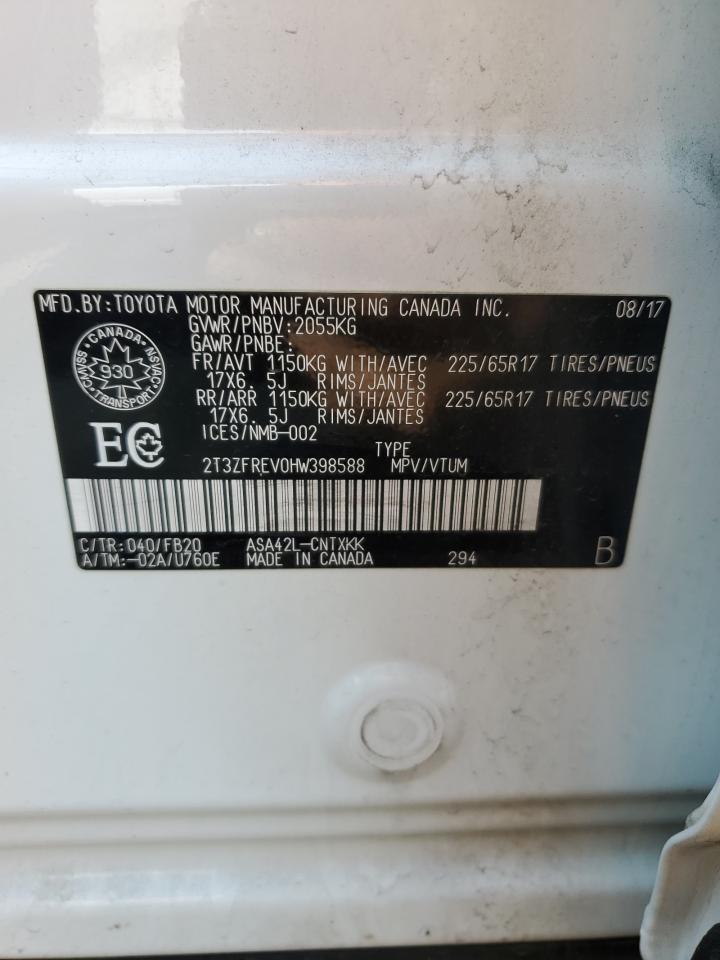 MFD.BY:TOYOTA MOTOR MANUFACTURING CANADA INC. 08/17
GVWR/PNBV:2055KG
GAWR/PNBE:
FR/AVT 1150KG WITH/AVEC 225/65R17 TIRES/PNEUS
17X6.5J RIMS/JANTES
RR/ARR 1150KG WITH/AVEC 225/65R17 TIRES/PNEUS
17X6.5J RIMS/JANTES
ICES/NMB-002
CANADA
CMVSS NSVAC
930
TRANSPORT
EC
TYPE
2T3ZFREV0HW398588 MPV/VTUM
C/TR:040/FB20 ASA42L-CNTXKK
A/TM:-02A/U760E MADE IN CANADA 294 B